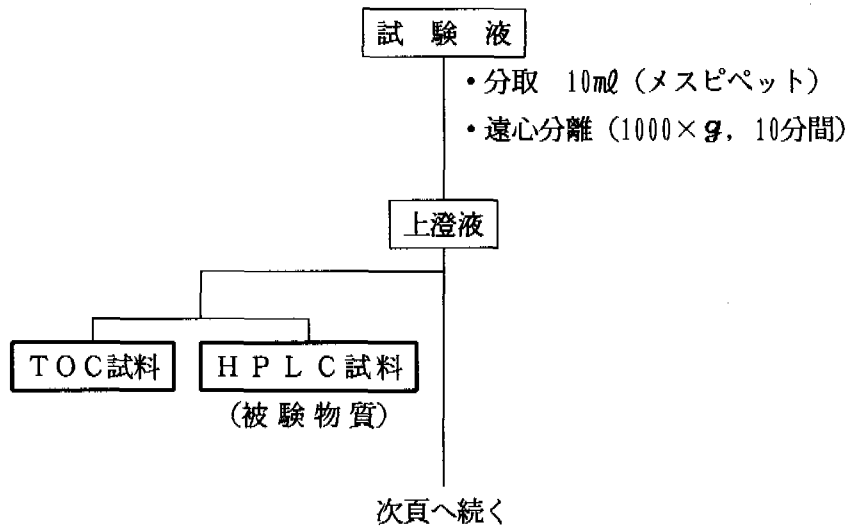 試験液
・分取 10mℓ（メスピペット）
・遠心分離（1000×g，10分間）
上澄液
TOC試料
HPLC試料
（被験物質）
次頁へ続く